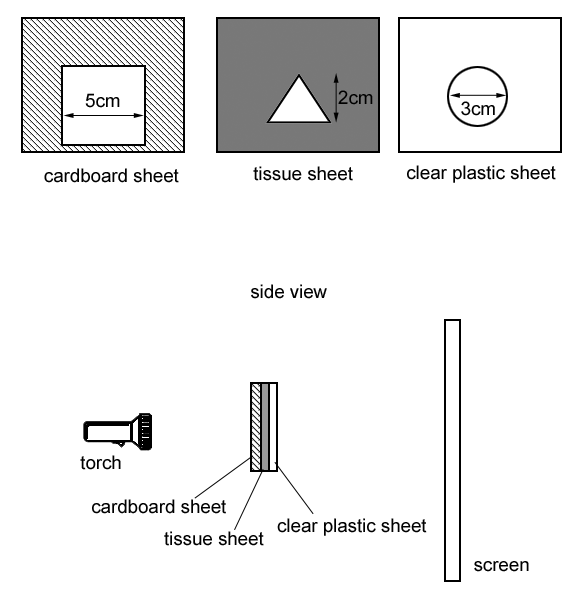 5cm
2cm
3cm
cardboard sheet
tissue sheet
clear plastic sheet
side view
torch
cardboard sheet
tissue sheet
clear plastic sheet
screen